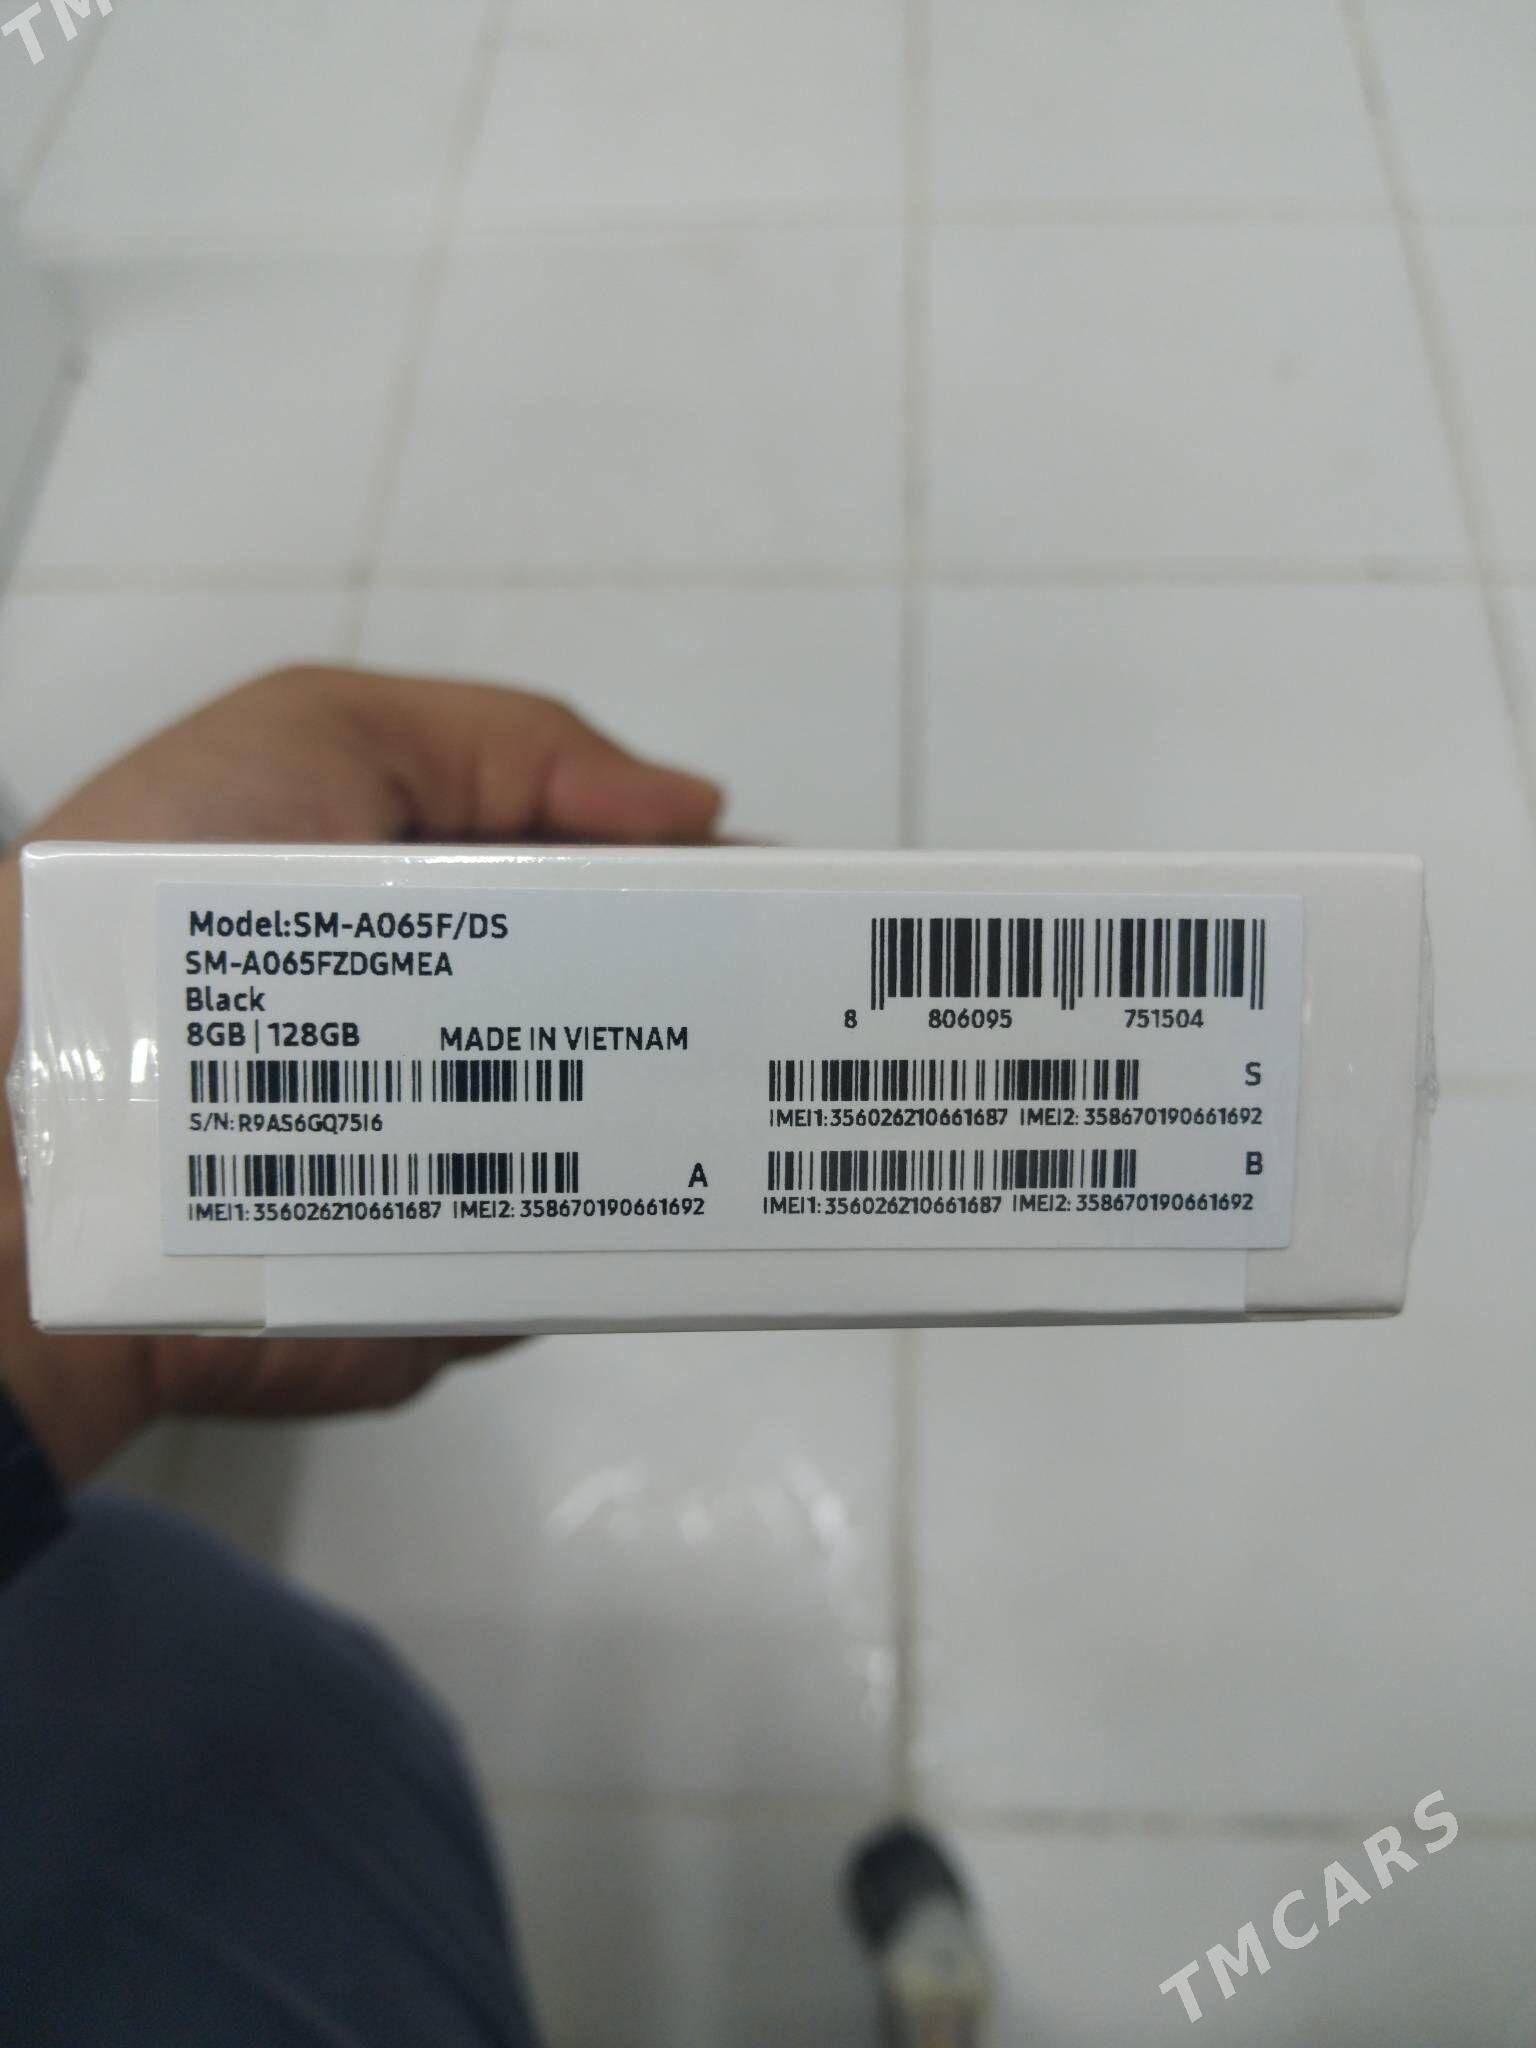 TM
Model:SM-A065F/DS
SM-A065FZDGMEA
Black
8GB | 128GB MADE IN VIETNAM
S/N: R9AS6GQ75I6
IMEI1: 356026210661687 IMEI2: 358670190661692
A
8 806095 751504
S
IMEI1: 356026210661687 IMEI2: 358670190661692
B
IMEI1: 356026210661687 IMEI2: 358670190661692
TMCARS